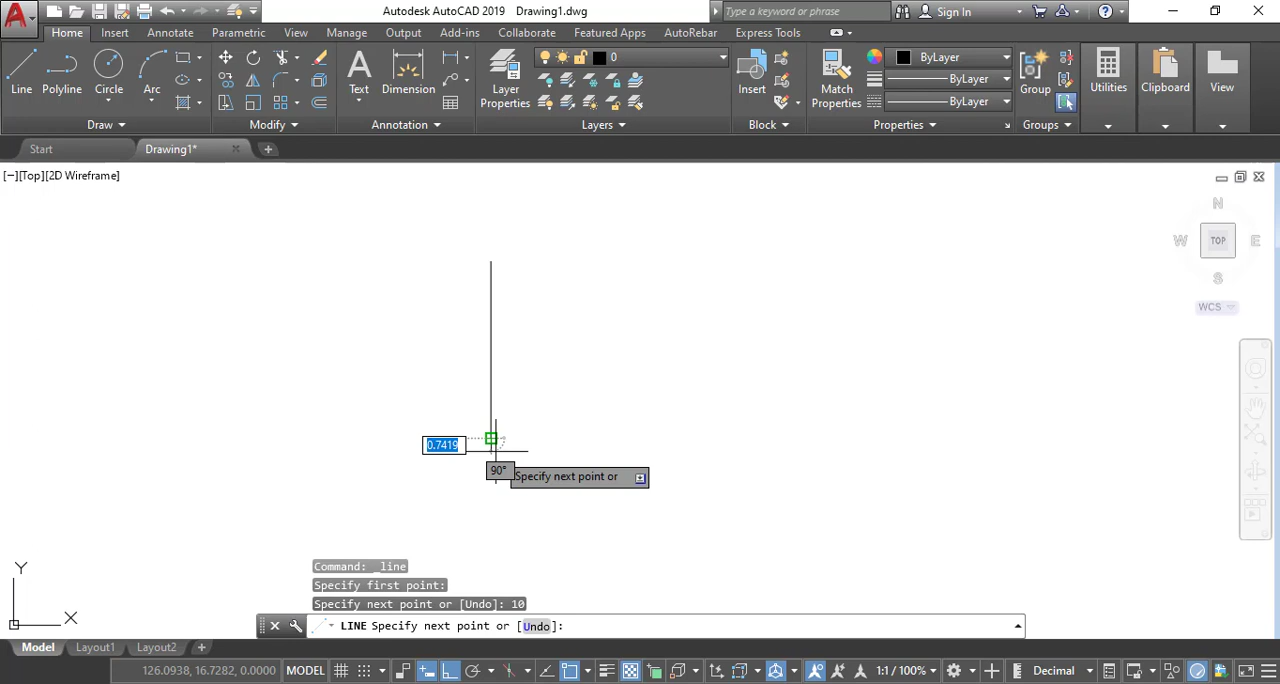 Autodesk AutoCAD 2019 Drawing1.dwg
Type a keyword or phrase
Sign In
Home Insert Annotate Parametric View Manage Output Add-ins Collaborate Featured Apps AutoRebar Express Tools
Line
Polyline
Circle
Arc
Text
Dimension
Layer
Properties
0
Insert
Match
Properties
ByLayer
ByLayer
ByLayer
Group
Utilities
Clipboard
View
Draw
Modify
Annotation
Layers
Block
Properties
Groups
Start
Drawing1*
[−][Top][2D Wireframe]
N
W
TOP
E
S
WCS
0.7419
90°
Specify next point or
Y
X
Command: _line
Specify first point:
Specify next point or [Undo]: 10
LINE Specify next point or [Undo]:
Model Layout1 Layout2
126.0938, 16.7282, 0.0000 MODEL 1:1 / 100% Decimal